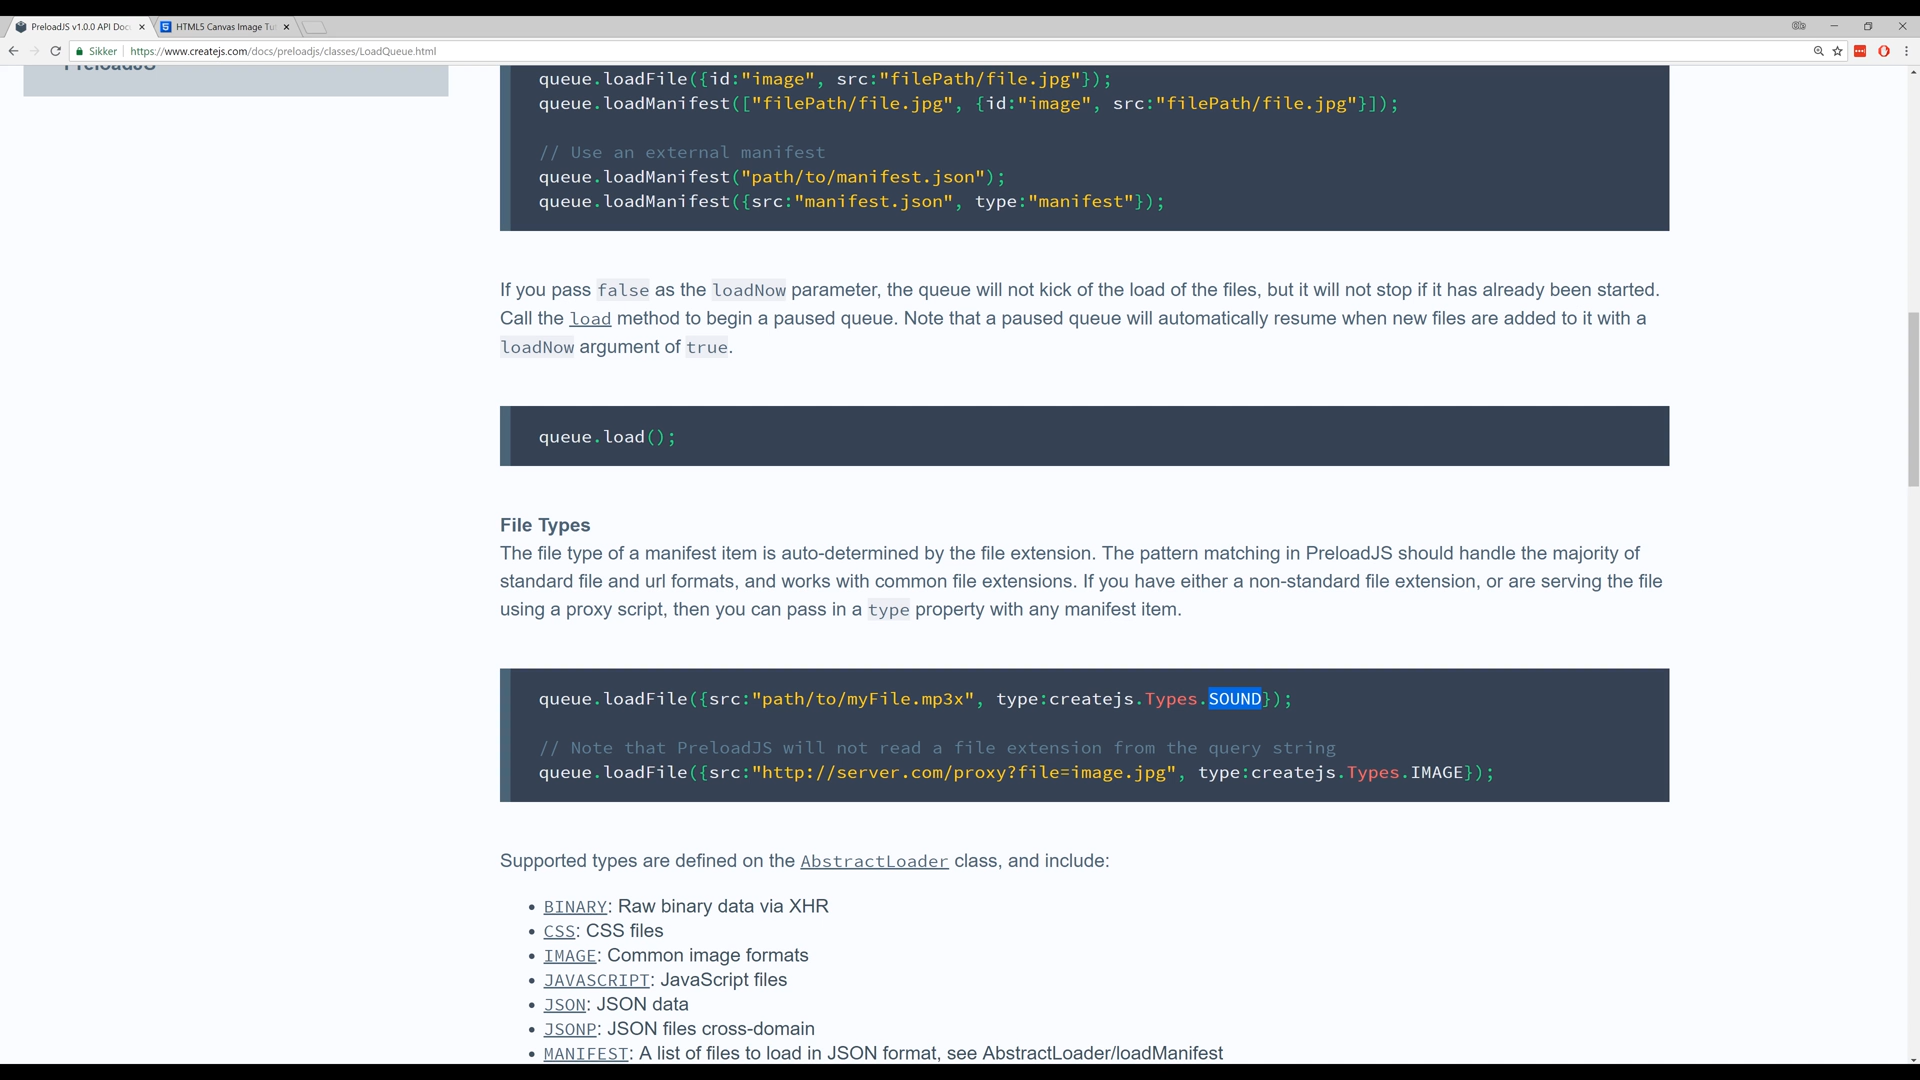 PreloadJS v1.0.0 API Doc
HTML5 Canvas Image Tu
Sikker
https://www.createjs.com/docs/preloadjs/classes/LoadQueue.html
PreloadJS
queue.loadFile({id:"image", src:"filePath/file.jpg"});
queue.loadManifest(["filePath/file.jpg", {id:"image", src:"filePath/file.jpg"}]);
// Use an external manifest
queue.loadManifest("path/to/manifest.json");
queue.loadManifest({src:"manifest.json", type:"manifest"});
If you pass false as the loadNow parameter, the queue will not kick of the load of the files, but it will not stop if it has already been started.
Call the load method to begin a paused queue. Note that a paused queue will automatically resume when new files are added to it with a
loadNow argument of true.
queue.load();
File Types
The file type of a manifest item is auto-determined by the file extension. The pattern matching in PreloadJS should handle the majority of
standard file and url formats, and works with common file extensions. If you have either a non-standard file extension, or are serving the file
using a proxy script, then you can pass in a type property with any manifest item.
queue.loadFile({src:"path/to/myFile.mp3x", type:createjs.Types.SOUND});
// Note that PreloadJS will not read a file extension from the query string
queue.loadFile({src:"http://server.com/proxy?file=image.jpg", type:createjs.Types.IMAGE});
Supported types are defined on the AbstractLoader class, and include:
• BINARY: Raw binary data via XHR
• CSS: CSS files
• IMAGE: Common image formats
• JAVASCRIPT: JavaScript files
• JSON: JSON data
• JSONP: JSON files cross-domain
• MANIFEST: A list of files to load in JSON format, see AbstractLoader/loadManifest